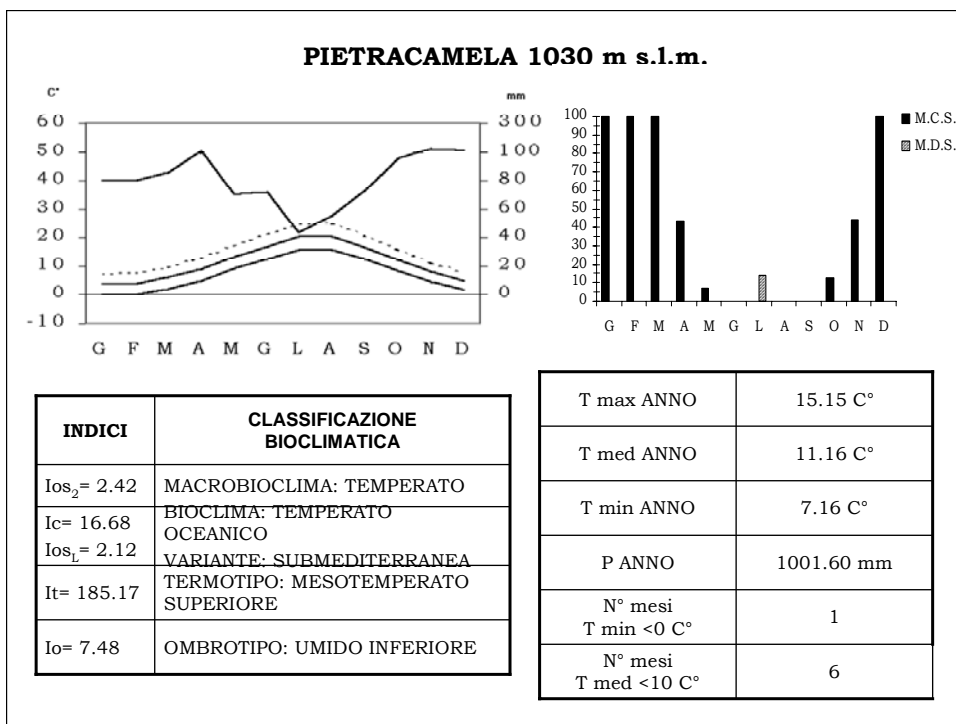 PIETRACAMELA 1030 m s.l.m.
C°
mm
60
50
40
30
20
10
0
-10
300
100
80
60
40
20
0
G F M A M G L A S O N D
100
90
80
70
60
50
40
30
20
10
0
G F M A M G L A S O N D
M.C.S.
M.D.S.
INDICI
CLASSIFICAZIONE
BIOCLIMATICA
Ios₂= 2.42
MACROBIOCLIMA: TEMPERATO
Ic= 16.68
BIOCLIMA: TEMPERATO
OCEANICO
Ios_L= 2.12
VARIANTE: SUBMEDITERRANEA
It= 185.17
TERMOTIPO: MESOTEMPERATO
SUPERIORE
Io= 7.48
OMBROTIPO: UMIDO INFERIORE
T max ANNO
15.15 C°
T med ANNO
11.16 C°
T min ANNO
7.16 C°
P ANNO
1001.60 mm
N° mesi
T min <0 C°
1
N° mesi
T med <10 C°
6